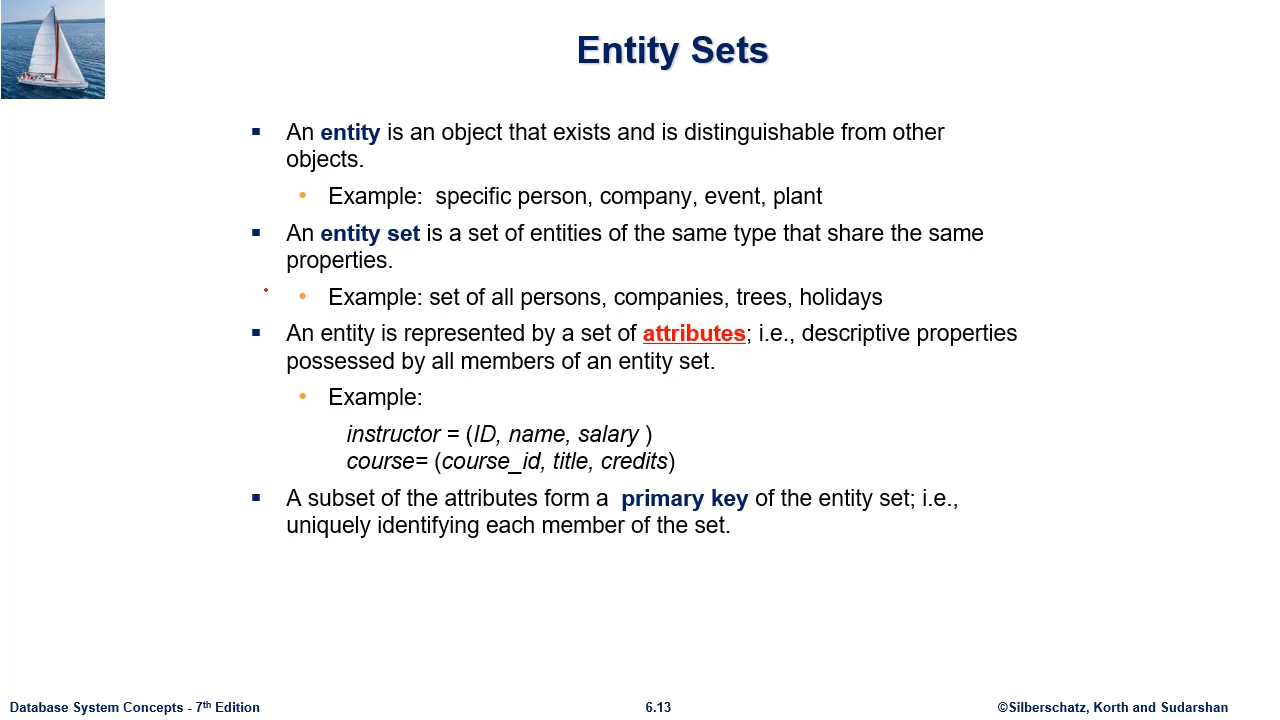 Entity Sets
An entity is an object that exists and is distinguishable from other
objects.
Example:  specific person, company, event, plant
An entity set is a set of entities of the same type that share the same
properties.
Example: set of all persons, companies, trees, holidays
An entity is represented by a set of attributes; i.e., descriptive properties
possessed by all members of an entity set.
Example:
instructor = (ID, name, salary )
course= (course_id, title, credits)
A subset of the attributes form a  primary key of the entity set; i.e.,
uniquely identifying each member of the set.
Database System Concepts - 7th Edition
6.13
©Silberschatz, Korth and Sudarshan